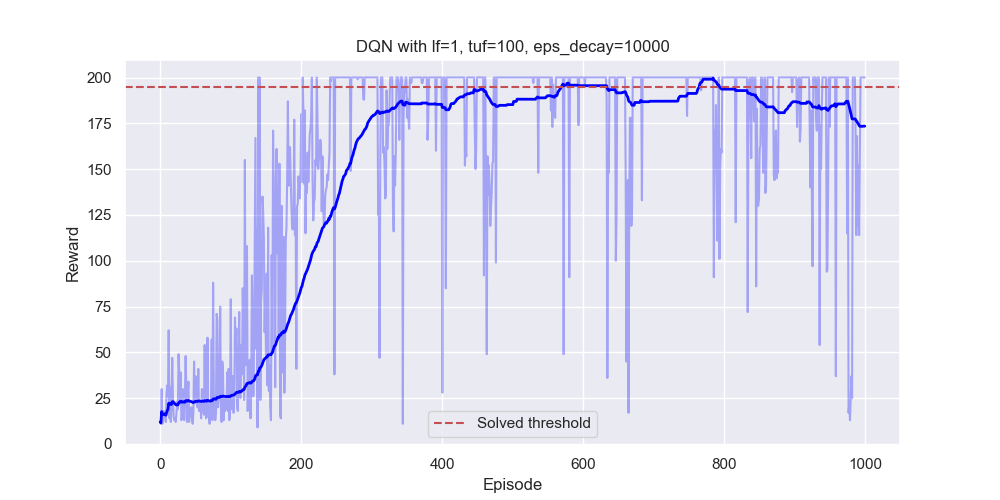 DQN with lf=1, tuf=100, eps_decay=10000
200
175
150
125
100
75
50
25
0
Reward
Solved threshold
0 200 400 600 800 1000
Episode